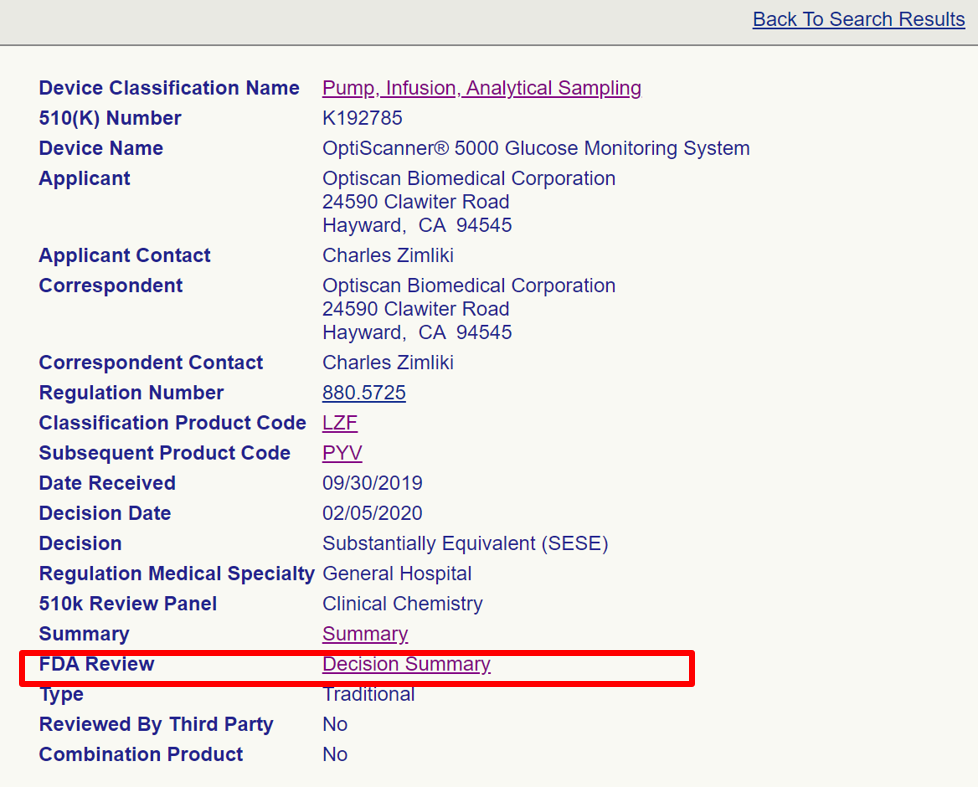 Back To Search Results
Device Classification Name Pump, Infusion, Analytical Sampling
510(K) Number K192785
Device Name OptiScanner® 5000 Glucose Monitoring System
Applicant Optiscan Biomedical Corporation
24590 Clawiter Road
Hayward, CA 94545
Applicant Contact Charles Zimliki
Correspondent Optiscan Biomedical Corporation
24590 Clawiter Road
Hayward, CA 94545
Correspondent Contact Charles Zimliki
Regulation Number 880.5725
Classification Product Code LZF
Subsequent Product Code PYV
Date Received 09/30/2019
Decision Date 02/05/2020
Decision Substantially Equivalent (SESE)
Regulation Medical Specialty General Hospital
510k Review Panel Clinical Chemistry
Summary Summary
FDA Review Decision Summary
Type Traditional
Reviewed By Third Party No
Combination Product No